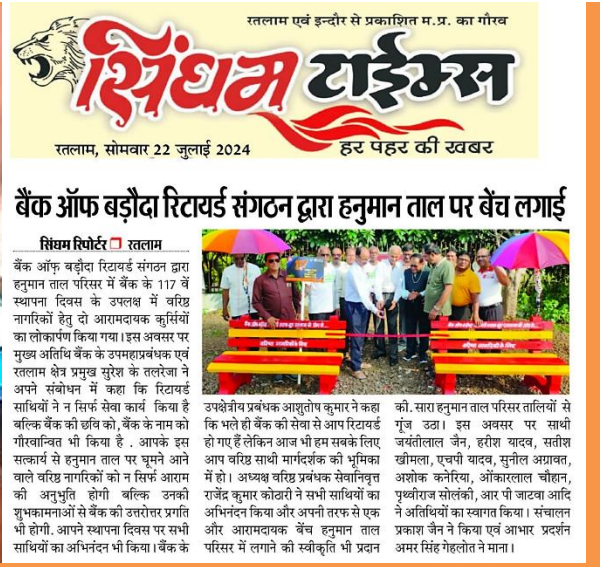 रतलाम एवं इन्दौर से प्रकाशित म.प्र. का गौरव
सिंघम टाईम्स
रतलाम, सोमवार 22 जुलाई 2024
हर पहर की खबर
बैंक ऑफ बड़ौदा रिटायर्ड संगठन द्वारा हनुमान ताल पर बेंच लगाई
सिंघम रिपोर्टर रतलाम
बैंक ऑफ् बड़ौदा रिटायर्ड संगठन द्वारा
हनुमान ताल परिसर में बैंक के 117 वें
स्थापना दिवस के उपलक्ष में वरिष्ठ
नागरिकों हेतु दो आरामदायक कुर्सियों
का लोकार्पण किया गया। इस अवसर पर
मुख्य अतिथि बैंक के उपमहाप्रबंधक एवं
रतलाम क्षेत्र प्रमुख सुरेश के तलरेजा ने
अपने संबोधन में कहा कि रिटायर्ड
साथियों ने न सिर्फ सेवा कार्य किया है
बल्कि बैंक की छवि को, बैंक के नाम को
गौरवान्वित भी किया है . आपके इस
सत्कार्य से हनुमान ताल पर घूमने आने
वाले वरिष्ठ नागरिकों को न सिर्फ आराम
की अनुभुति होगी बल्कि उनकी
शुभकामनाओं से बैंक की उत्तरोत्तर प्रगति
भी होगी. आपने स्थापना दिवस पर सभी
साथियों का अभिनंदन भी किया। बैंक के
उपक्षेत्रीय प्रबंधक आशुतोष कुमार ने कहा
कि भले ही बैंक की सेवा से आप रिटायर्ड
हो गए हैं लेकिन आज भी हम सबके लिए
आप वरिष्ठ साथी मार्गदर्शक की भूमिका
में हो। अध्यक्ष वरिष्ठ प्रबंधक सेवानिवृत्त
राजेंद्र कुमार कोठारी ने सभी साथियों का
अभिनंदन किया और अपनी तरफ से एक
और आरामदायक बेंच हनुमान ताल
परिसर में लगाने की स्वीकृति भी प्रदान
की. सारा हनुमान ताल परिसर तालियों से
गूंज उठा। इस अवसर पर साथी
जयंतीलाल जैन, हरीश यादव, सतीश
खीमला, एचपी यादव, सुनील अग्रावत,
अशोक कनेरिया, ओंकारलाल चौहान,
पृथ्वीराज सोलंकी, आर पी जाटवा आदि
ने अतिथियों का स्वागत किया। संचालन
प्रकाश जैन ने किया एवं आभार प्रदर्शन
अमर सिंह गेहलोत ने माना।